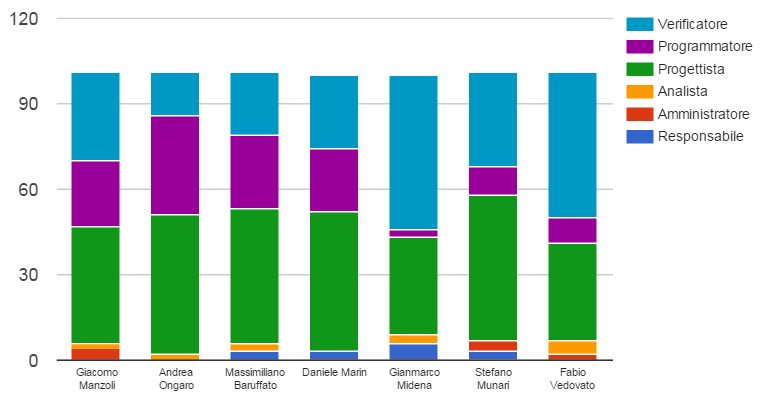 120
90
60
30
0
Giacomo
Manzoli
Andrea
Ongaro
Massimiliano
Baruffato
Daniele Marin
Gianmarco
Midena
Stefano
Munari
Fabio
Vedovato
Verificatore
Programmatore
Progettista
Analista
Amministratore
Responsabile